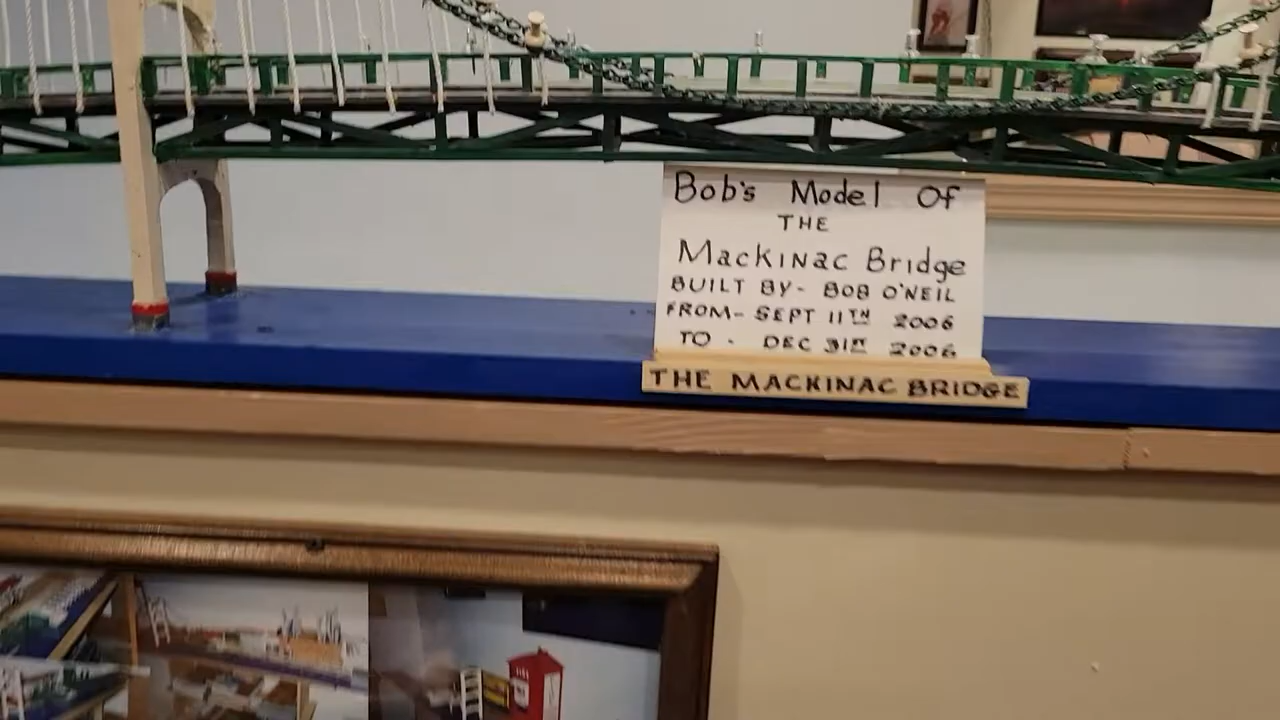 Bob's Model Of
THE
Mackinac Bridge
BUILT BY- BOB O'NEIL
FROM- SEPT 11TH 2006
TO - DEC 31ST 2006
THE MACKINAC BRIDGE